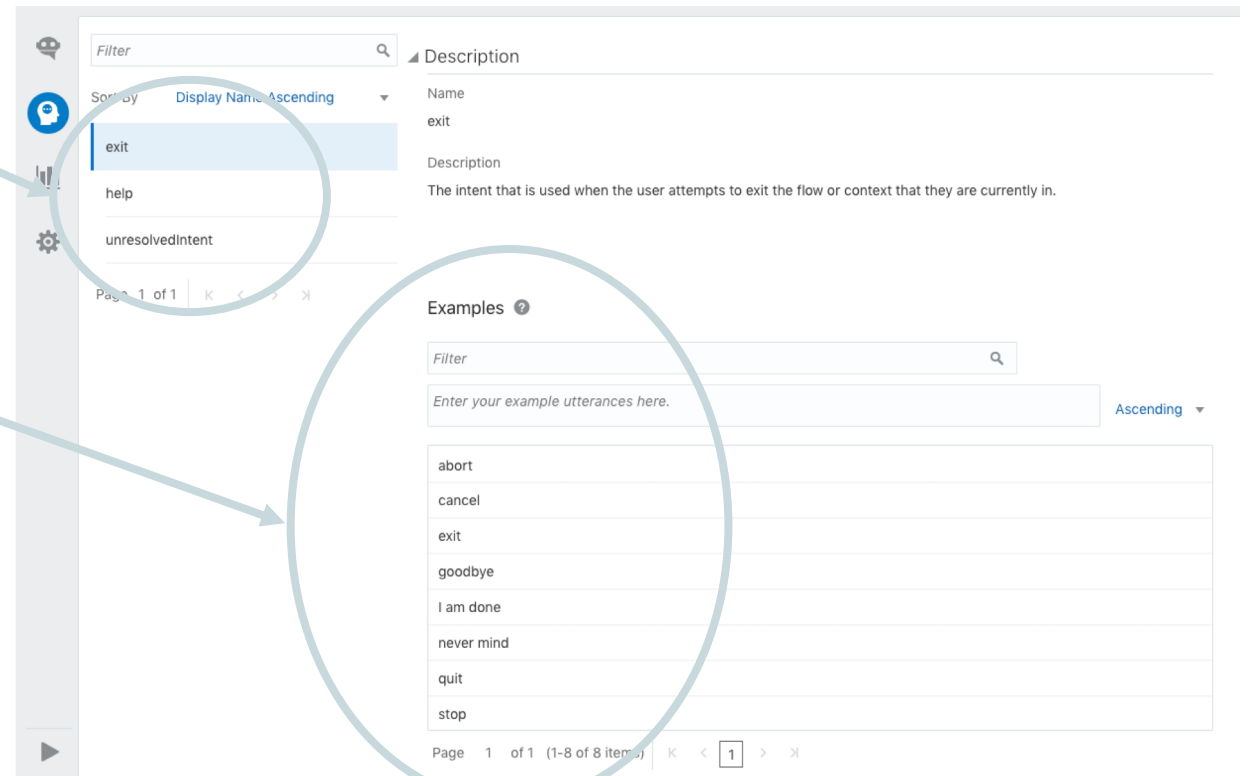 Filter
Sort By Display Name Ascending
exit
help
unresolvedIntent
Page 1 of 1
Description
Name
exit
Description
The intent that is used when the user attempts to exit the flow or context that they are currently in.
Examples
Filter
Enter your example utterances here.
Ascending
abort
cancel
exit
goodbye
I am done
never mind
quit
stop
Page 1 of 1 (1-8 of 8 items) 1